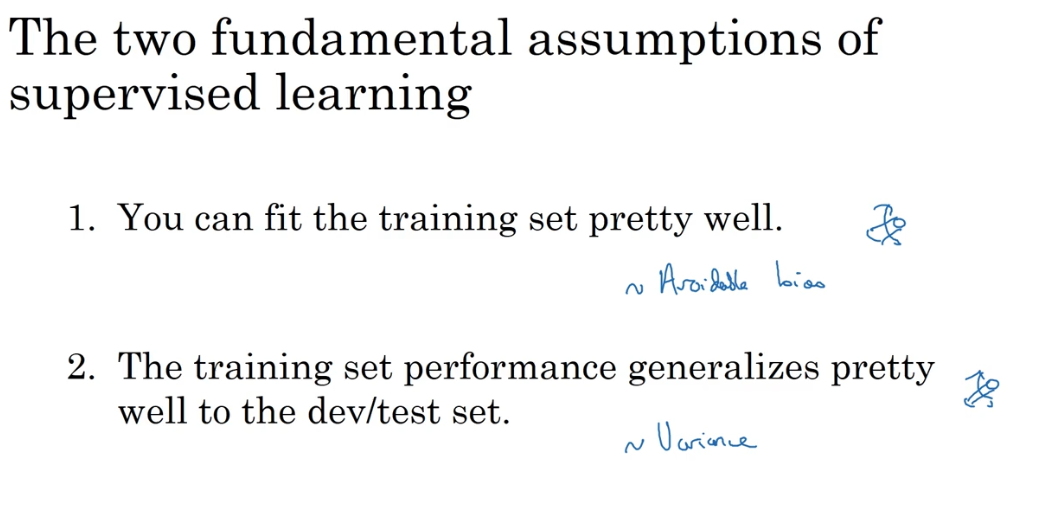 The two fundamental assumptions of
supervised learning
1. You can fit the training set pretty well.
~ Avoidable bias
2. The training set performance generalizes pretty
well to the dev/test set.
~ Variance